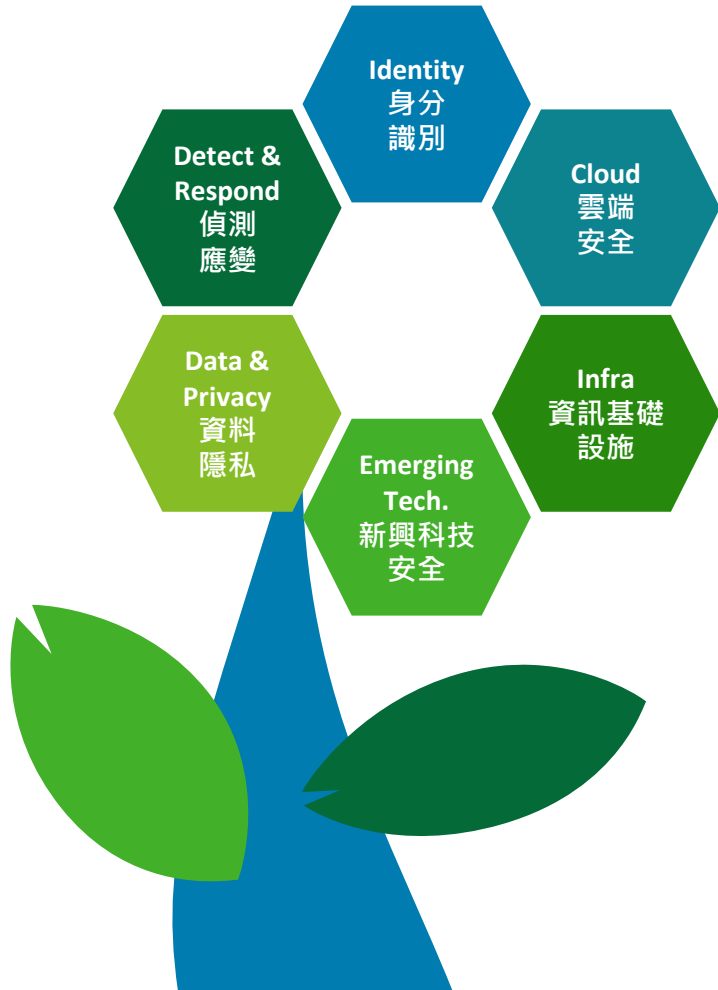 Identity
身分
識別
Detect &
Respond
偵測
應變
Cloud
雲端
安全
Data &
Privacy
資料
隱私
Infra
資訊基礎
設施
Emerging
Tech.
新興科技
安全